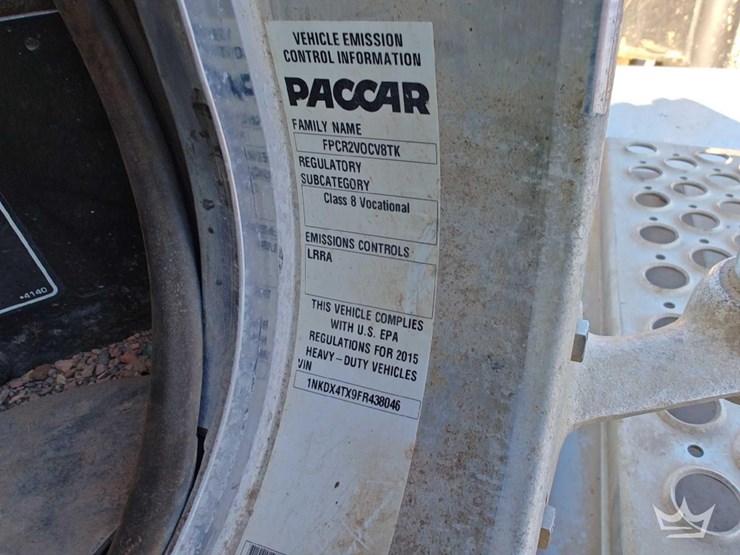 VEHICLE EMISSION
CONTROL INFORMATION
PACCAR
FAMILY NAME
FPCR2VOCV8TK
REGULATORY
SUBCATEGORY
Class 8 Vocational
EMISSIONS CONTROLS
LRRA
THIS VEHICLE COMPLIES
WITH U.S. EPA
REGULATIONS FOR 2015
HEAVY-DUTY VEHICLES
VIN
1NKDX4TX9FR438046
-4140